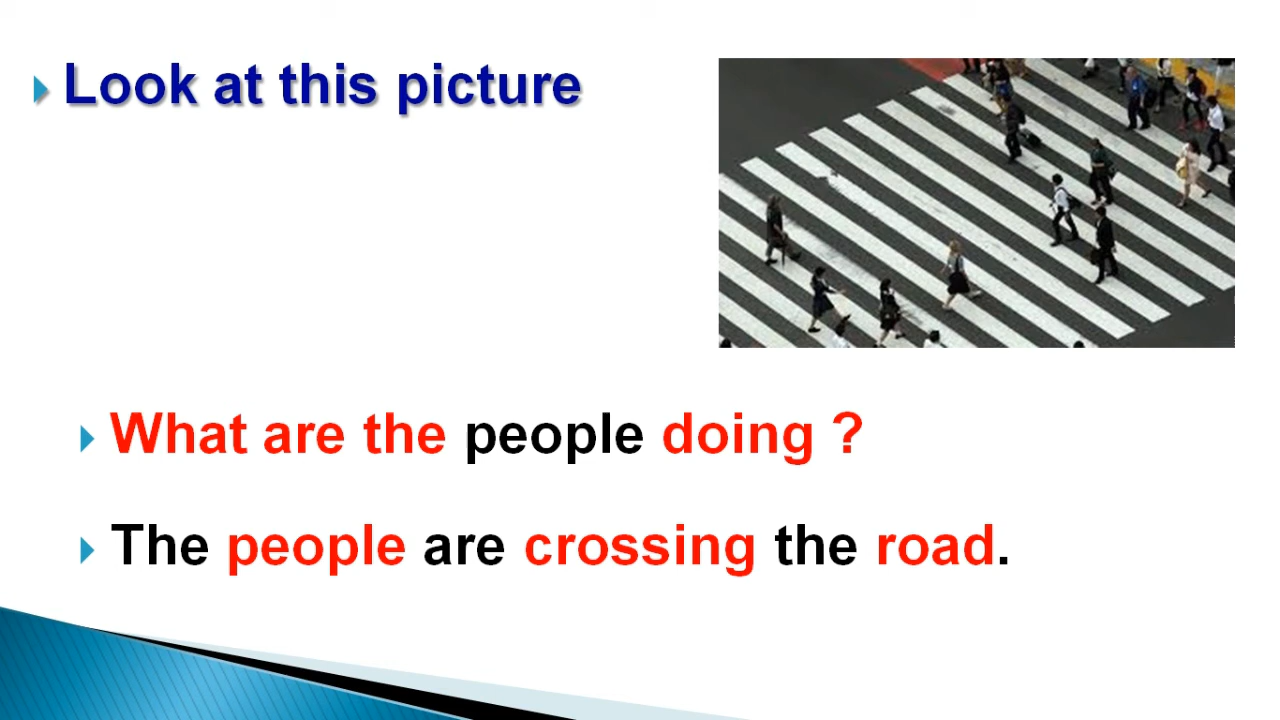 Look at this picture
What are the people doing ?
The people are crossing the road.